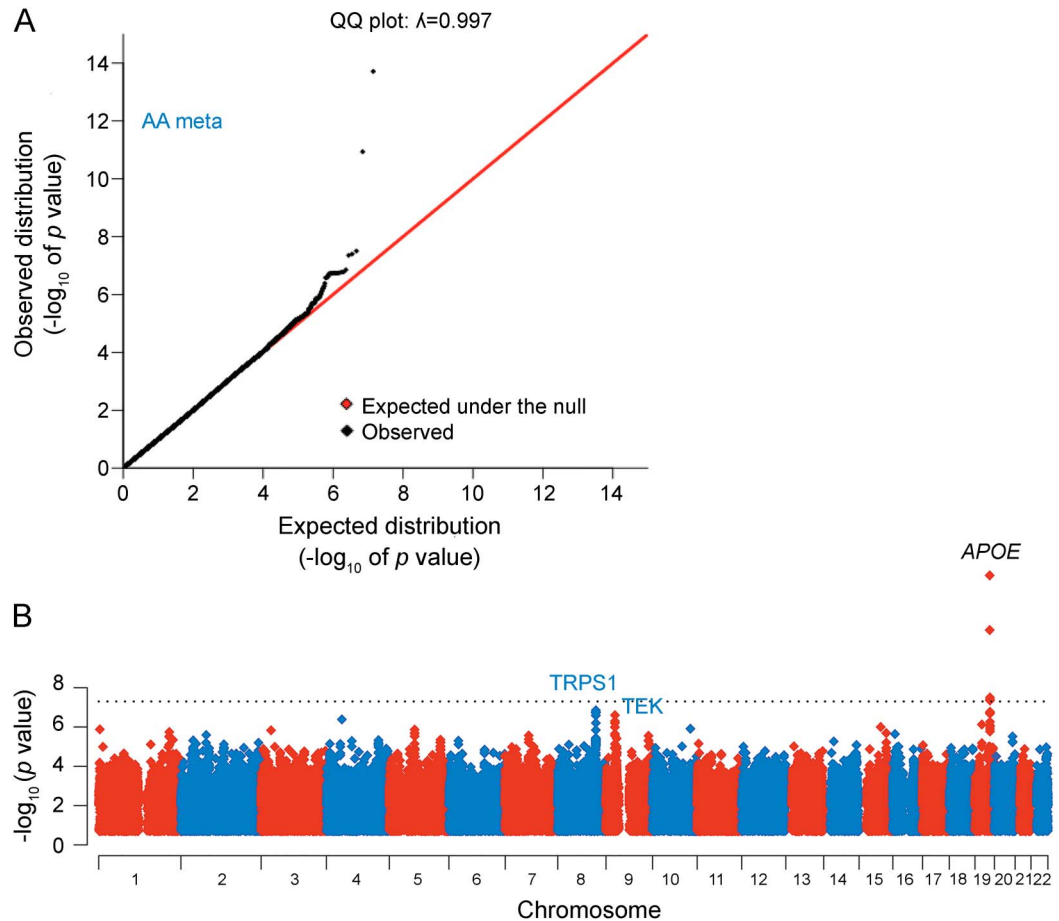 A
QQ plot: ⅄=0.997
14
12
10
8
6
4
2
0
AA meta
Observed distribution
(-log10 of p value)
Expected under the null
Observed
0 2 4 6 8 10 12 14
Expected distribution
(-log10 of p value)
APOE
B
8
6
4
2
0
-log10 (p value)
TRPS1
TEK
1 2 3 4 5 6 7 8 9 10 11 12 13 14 15 16 17 18 19 20 2122
Chromosome